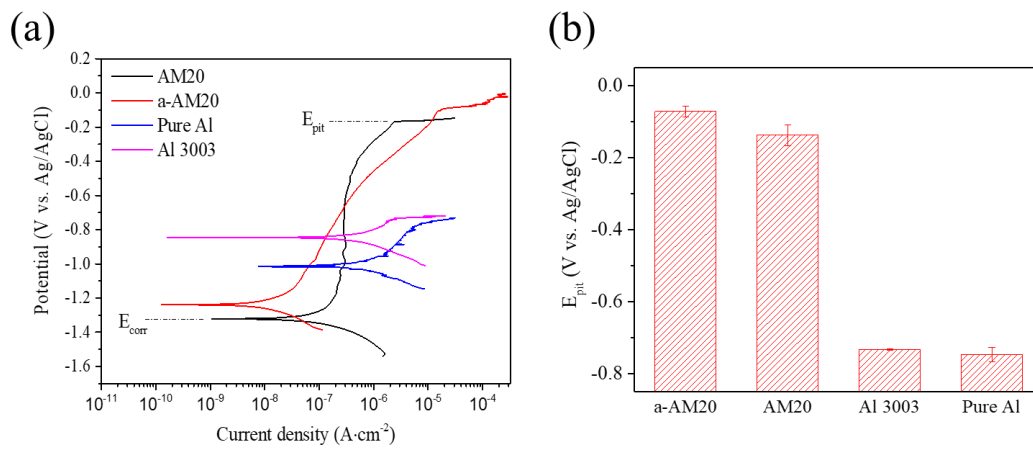 (a)
0.2
0.0
-0.2
-0.4
-0.6
-0.8
-1.0
-1.2
-1.4
-1.6
Potential (V vs. Ag/AgCl)
AM20
a-AM20
Pure Al
Al 3003
E_pit
E_corr
10^-11 10^-10 10^-9 10^-8 10^-7 10^-6 10^-5 10^-4
Current density (A·cm^-2)
(b)
0.0
-0.2
-0.4
-0.6
-0.8
E_pit (V vs. Ag/AgCl)
a-AM20 AM20 Al 3003 Pure Al